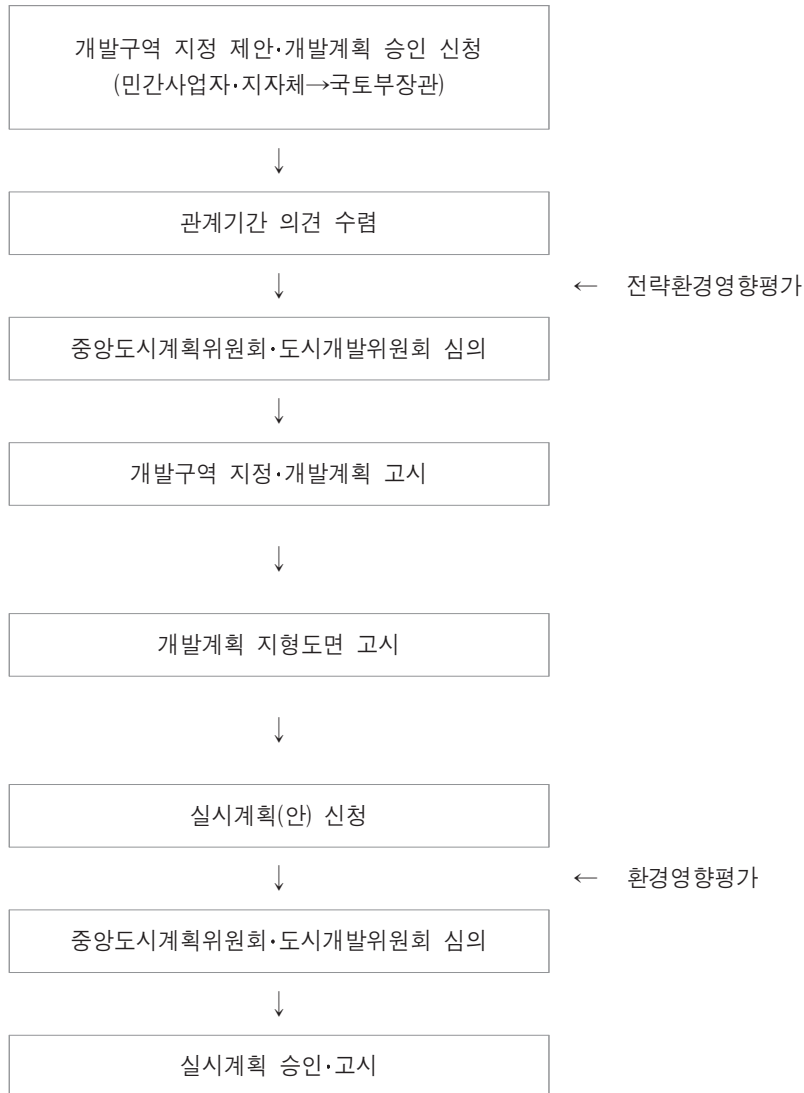 개발구역 지정 제안·개발계획 승인 신청
(민간사업자·지자체→국토부장관)
↓
관계기간 의견 수렴
↓ ← 전략환경영향평가
중앙도시계획위원회·도시개발위원회 심의
↓
개발구역 지정·개발계획 고시
↓
개발계획 지형도면 고시
↓
실시계획(안) 신청
↓ ← 환경영향평가
중앙도시계획위원회·도시개발위원회 심의
↓
실시계획 승인·고시